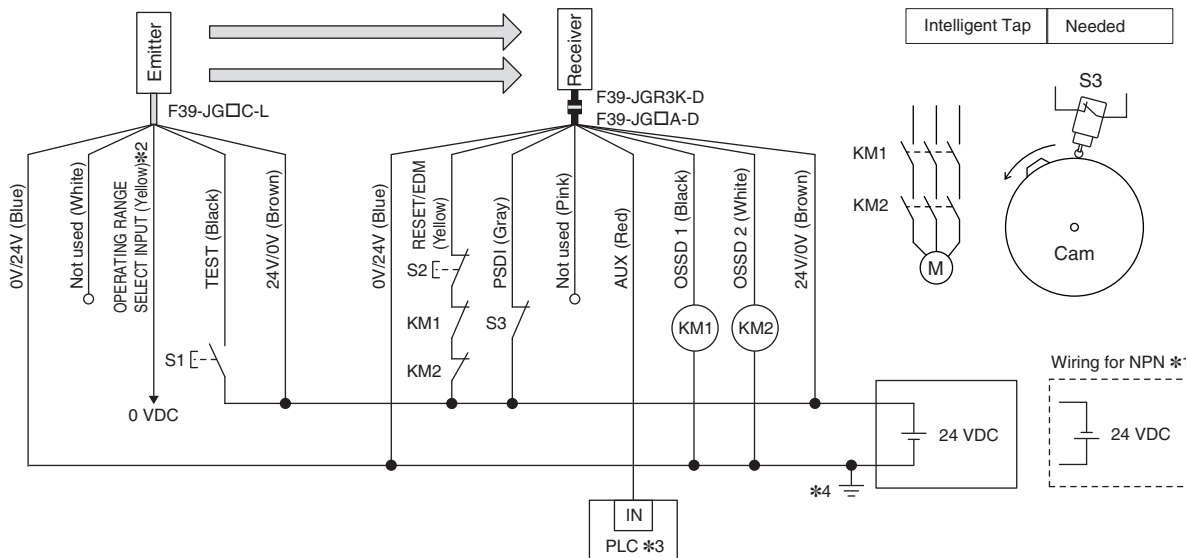 Emitter
F39-JG□C-L
0V/24V (Blue)
Not used (White)
OPERATING RANGE
SELECT INPUT (Yellow)✱2
TEST (Black)
24V/0V (Brown)
S1
0 VDC
Receiver
F39-JGR3K-D
F39-JG□A-D
0V/24V (Blue)
RESET/EDM
(Yellow)
PSDI (Gray)
Not used (Pink)
AUX (Red)
OSSD 1 (Black)
OSSD 2 (White)
24V/0V (Brown)
S2
KM1
KM2
S3
KM1
KM2
IN
PLC ✱3
✱4
24 VDC
Intelligent Tap
Needed
KM1
KM2
M
S3
Cam
Wiring for NPN ✱1
24 VDC